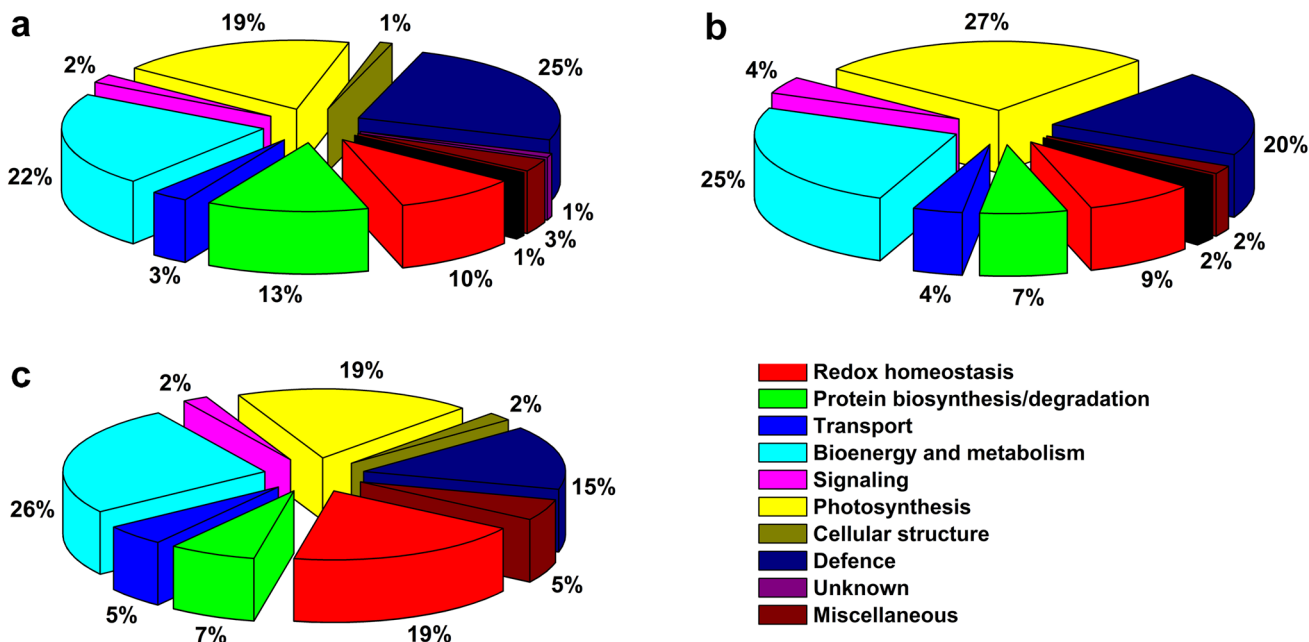 a
19%
1%
25%
2%
22%
3%
13%
10%
1%
3%
1%
b
27%
4%
20%
25%
4%
7%
9%
2%
2%
c
19%
2%
2%
15%
26%
5%
7%
19%
5%
Redox homeostasis
Protein biosynthesis/degradation
Transport
Bioenergy and metabolism
Signaling
Photosynthesis
Cellular structure
Defence
Unknown
Miscellaneous